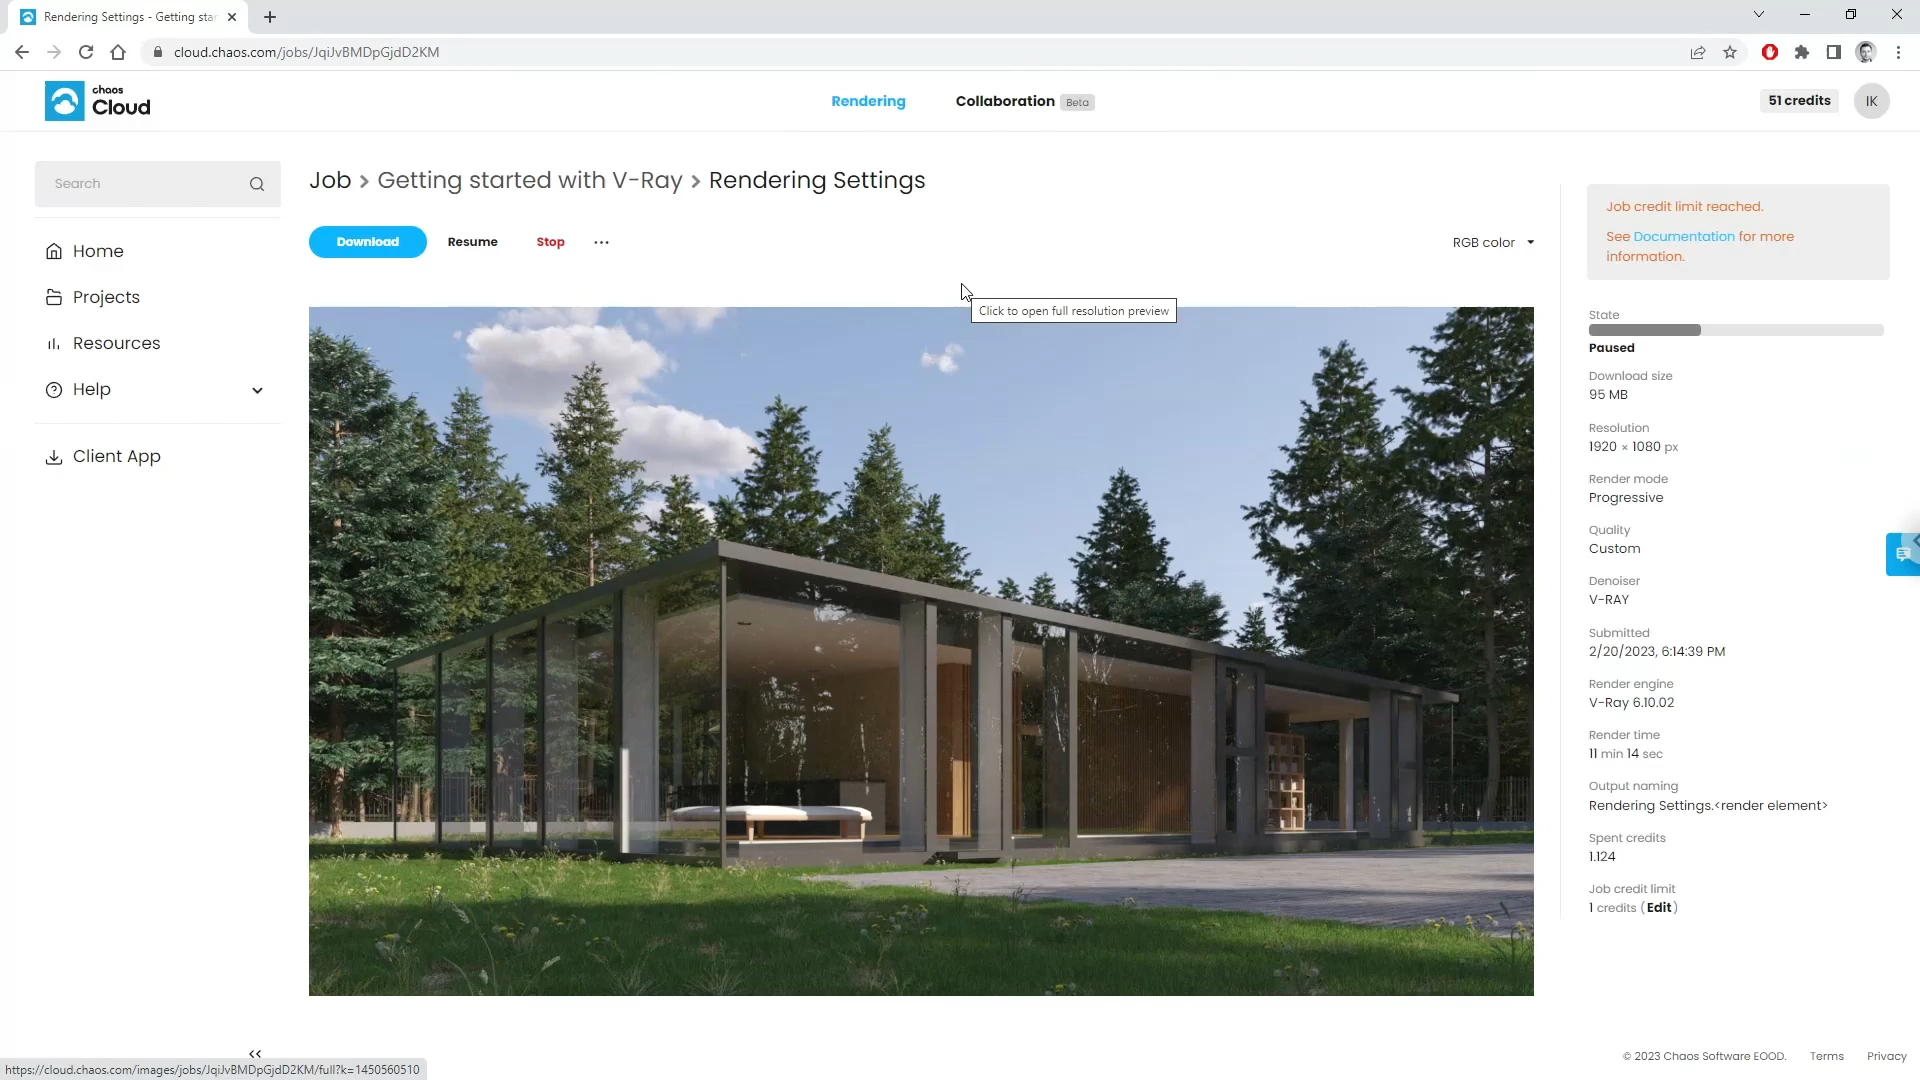 Rendering Settings - Getting star
cloud.chaos.com/jobs/JqiJvBMDpGjdD2KM
chaos
Cloud
Rendering
Collaboration Beta
51 credits
IK
Search
Home
Projects
Resources
Help
Client App
Job > Getting started with V-Ray > Rendering Settings
Download
Resume
Stop
...
RGB color
Click to open full resolution preview
Job credit limit reached.
See Documentation for more
information.
State
Paused
Download size
95 MB
Resolution
1920 × 1080 px
Render mode
Progressive
Quality
Custom
Denoiser
V-RAY
Submitted
2/20/2023, 6:14:39 PM
Render engine
V-Ray 6.10.02
Render time
11 min 14 sec
Output naming
Rendering Settings.<render element>
Spent credits
1.124
Job credit limit
1 credits (Edit)
© 2023 Chaos Software EOOD.
Terms
Privacy
https://cloud.chaos.com/images/jobs/JqiJvBMDpGjdD2KM/full?k=1450560510